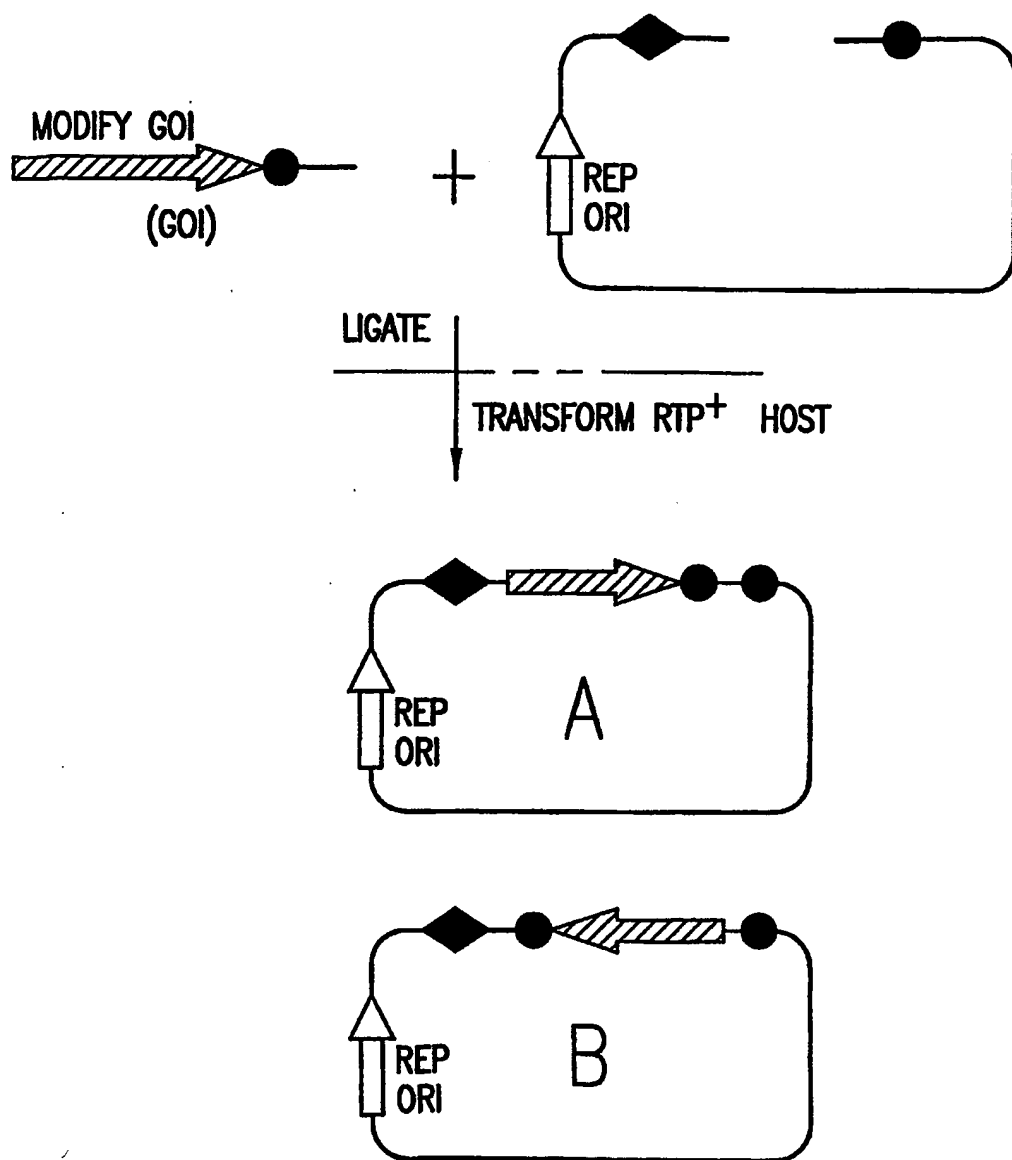 MODIFY GOI
(GOI)
+
REP
ORI
LIGATE
TRANSFORM RTP+ HOST
REP
ORI
A
REP
ORI
B